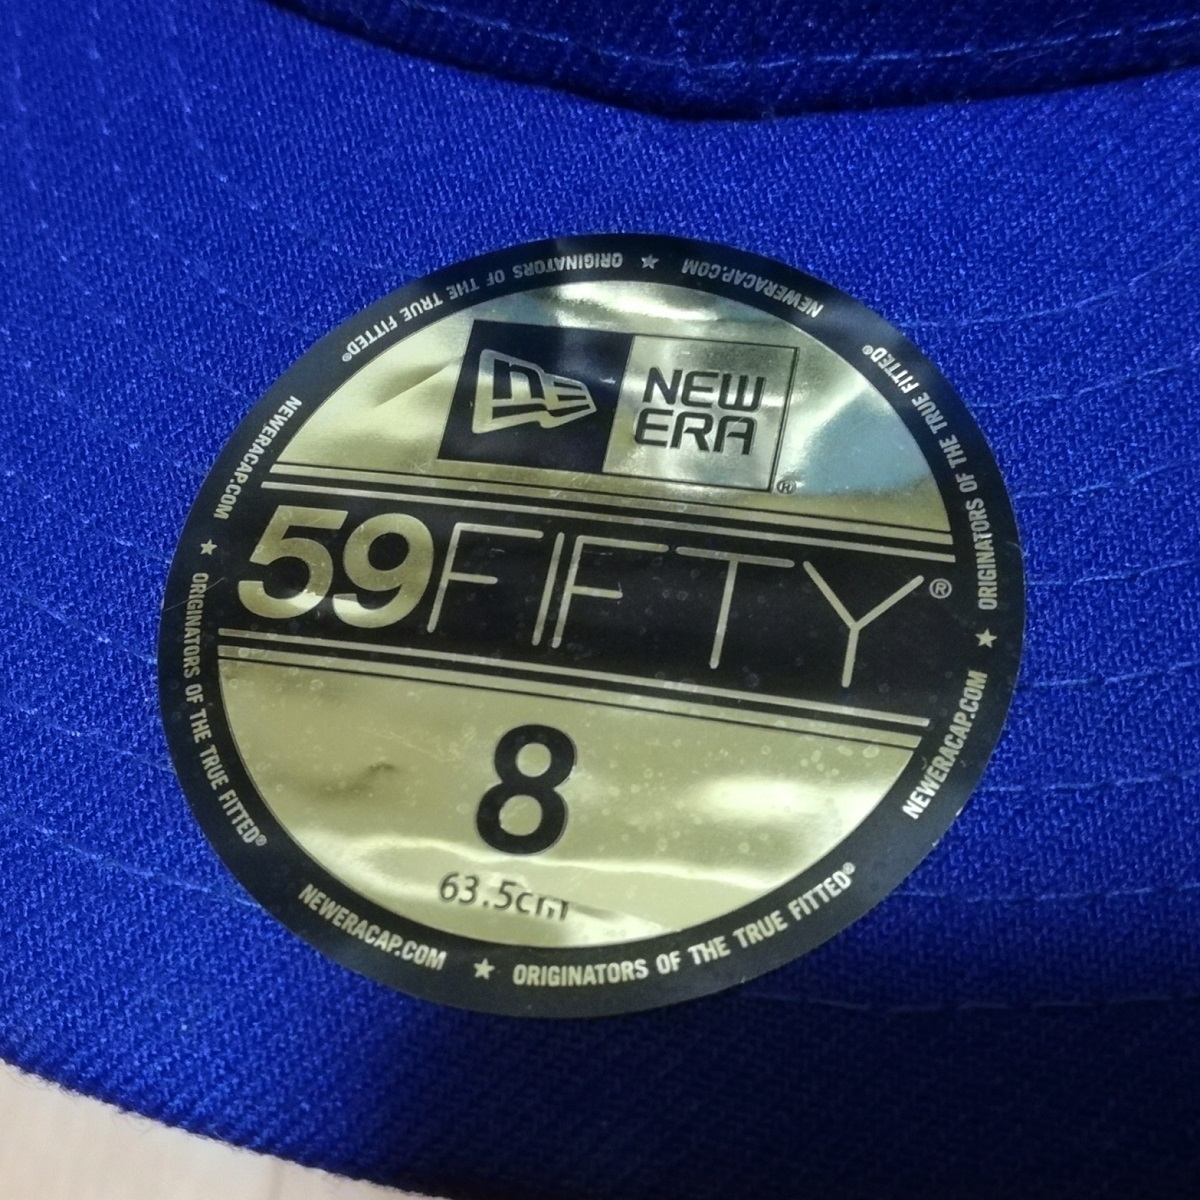 NE
NEW
ERA
®
59FIFTY®
8
63.5cm
NEWERACAP.COM ★ ORIGINATORS OF THE TRUE FITTED®
NEWERACAP.COM ★ ORIGINATORS OF THE TRUE FITTED®
NEWERACAP.COM ★ ORIGINATORS OF THE TRUE FITTED®
NEWERACAP.COM ★ ORIGINATORS OF THE TRUE FITTED®